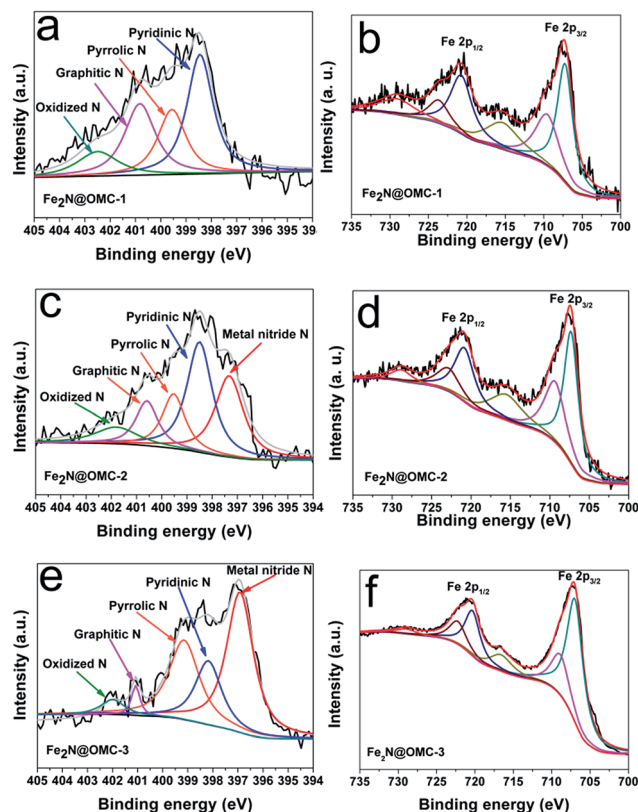 a
Pyridinic N
Pyrrolic N
Graphitic N
Oxidized N
Fe2N@OMC-1
Intensity (a.u.)
405 404 403 402 401 400 399 398 397 396 395 394
Binding energy (eV)
b
Fe 2p3/2
Fe 2p1/2
Fe2N@OMC-1
Intensity (a. u.)
735 730 725 720 715 710 705 700
Binding energy (eV)
c
Pyridinic N
Metal nitride N
Pyrrolic N
Graphitic N
Oxidized N
Fe2N@OMC-2
Intensity (a.u.)
405 404 403 402 401 400 399 398 397 396 395 394
Binding energy (eV)
d
Fe 2p3/2
Fe 2p1/2
Fe2N@OMC-2
Intensity (a. u.)
735 730 725 720 715 710 705 700
Binding energy (eV)
e
Metal nitride N
Pyridinic N
Pyrrolic N
Graphitic N
Oxidized N
Fe2N@OMC-3
Intensity (a.u.)
405 404 403 402 401 400 399 398 397 396 395 394
Binding energy (eV)
f
Fe 2p3/2
Fe 2p1/2
Fe2N@OMC-3
Intensity (a.u.)
735 730 725 720 715 710 705 700
Binding energy (eV)